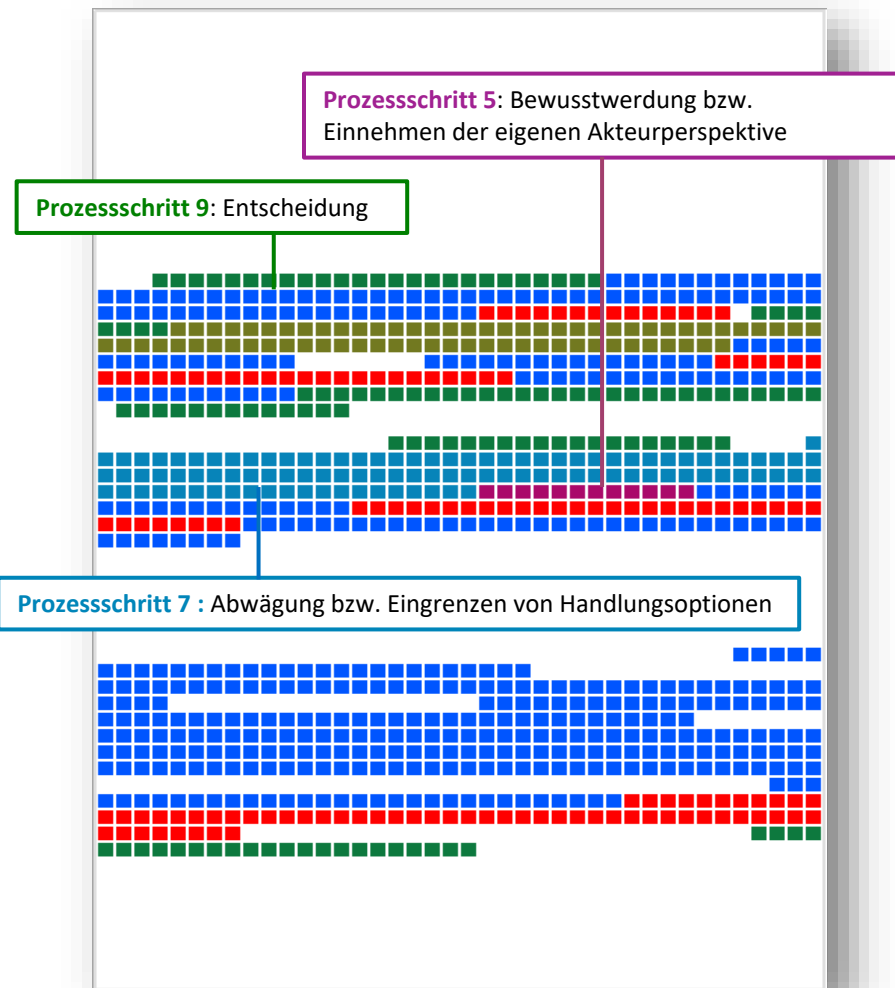 Prozessschritt 5: Bewusstwerdung bzw.
Einnehmen der eigenen Akteurperspektive
Prozessschritt 9: Entscheidung
Prozessschritt 7 : Abwägung bzw. Eingrenzen von Handlungsoptionen